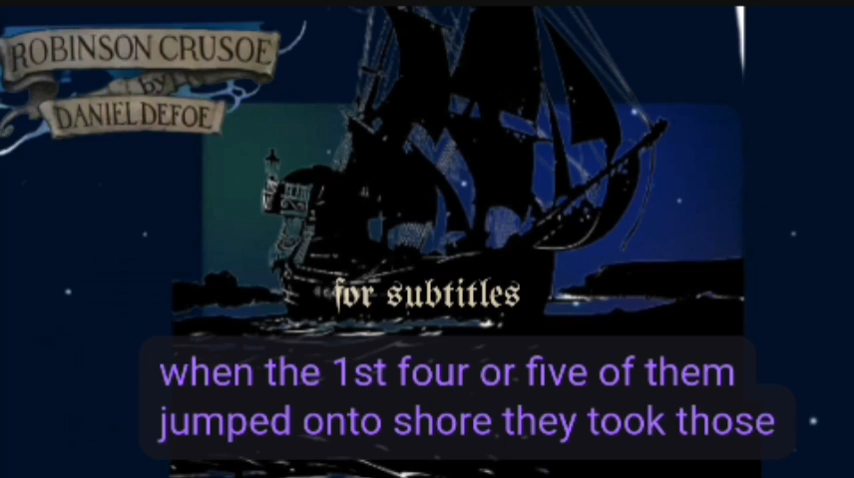 ROBINSON CRUSOE
by
DANIEL DEFOE
for subtitles
when the 1st four or five of them
jumped onto shore they took those